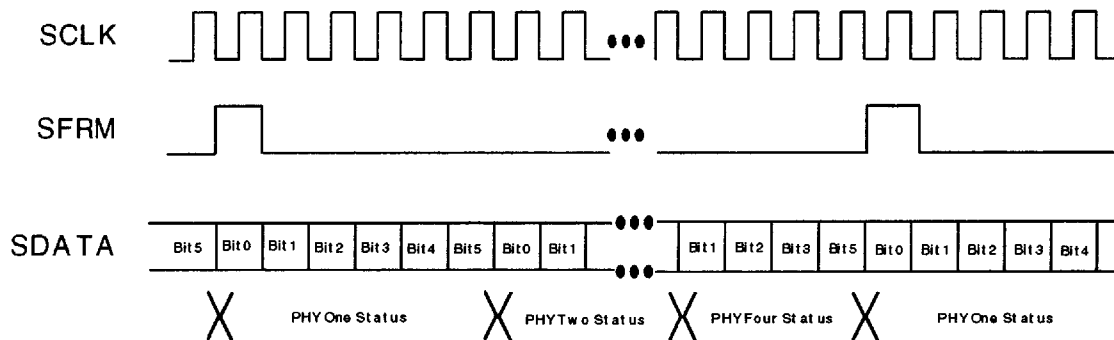 SCLK
SFRM
SDATA
Bit5 Bit0 Bit1 Bit2 Bit3 Bit4 Bit5 Bit0 Bit1 Bit1 Bit2 Bit3 Bit5 Bit0 Bit1 Bit2 Bit3 Bit4
PHY One Status PHY Two Status PHY Four Status PHY One Status